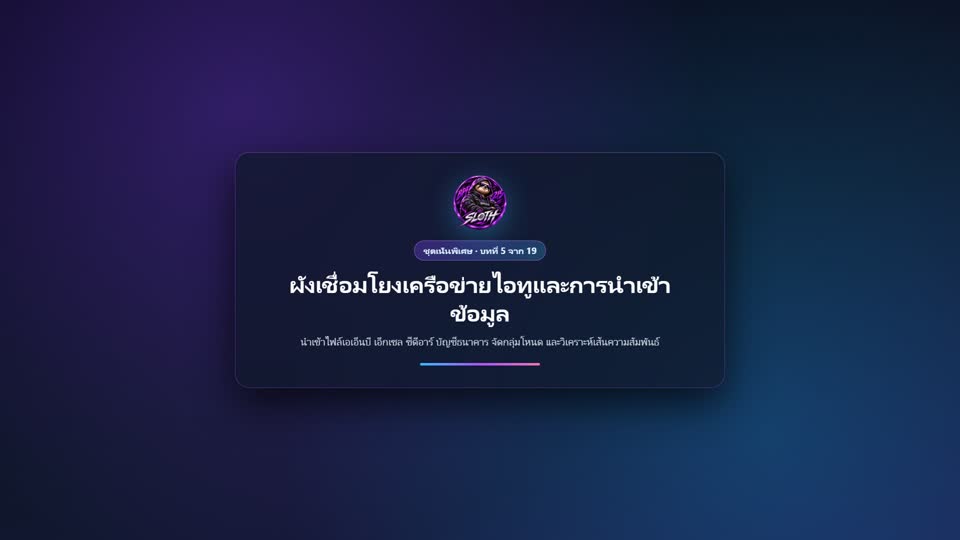 SLOTH
ชุดเน้นพิเศษ · บทที่ 5 จาก 19
ผังเชื่อมโยงเครือข่ายไอทูและการนำเข้า
ข้อมูล
นำเข้าไฟล์เอเอ็นบี เอ็กเซล ซีดีอาร์ บัญชีธนาคาร จัดกลุ่มโหนด และวิเคราะห์เส้นความสัมพันธ์